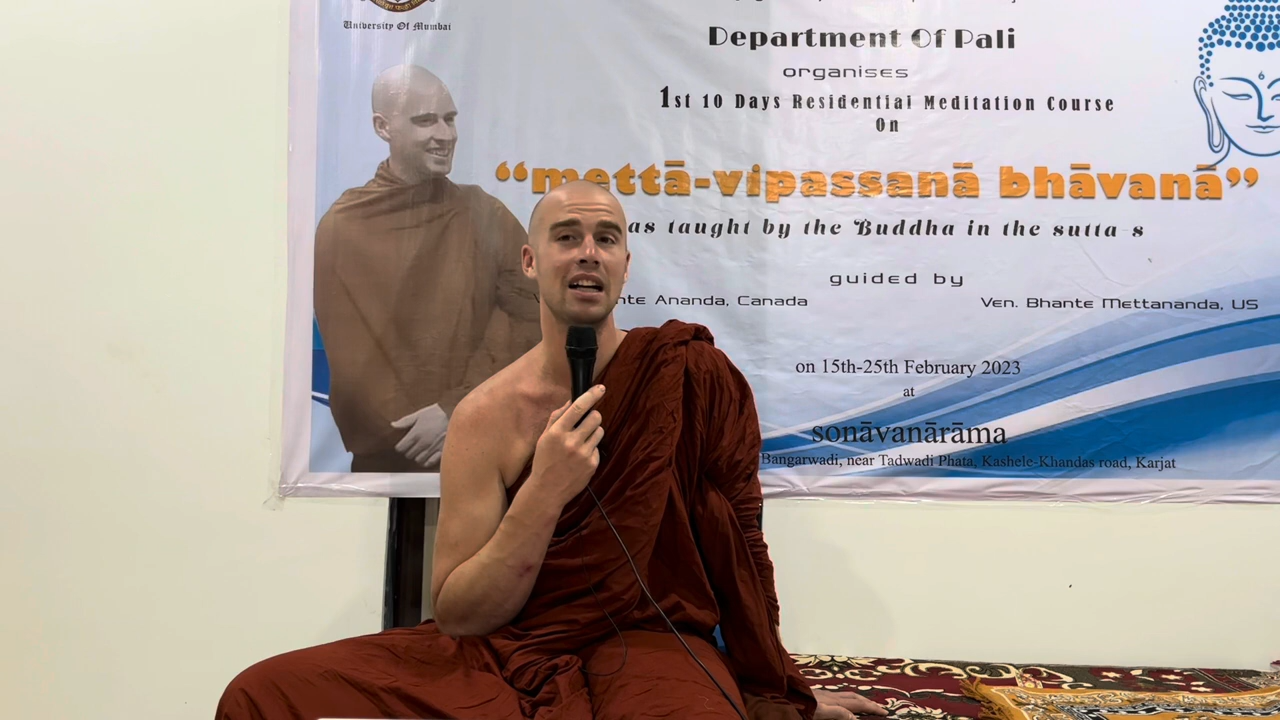 University Of Mumbai
Department Of Pali
organises
1st 10 Days Residential Meditation Course
On
“mettā-vipassanā bhāvanā”
as taught by the Buddha in the sutta-s
guided by
Ananda, Canada
Ven. Bhante Mettananda, US
on 15th-25th February 2023
at
sonāvanārāma
Bangarwadi, near Tadwadi Phata, Kashele-Khandas road, Karjat